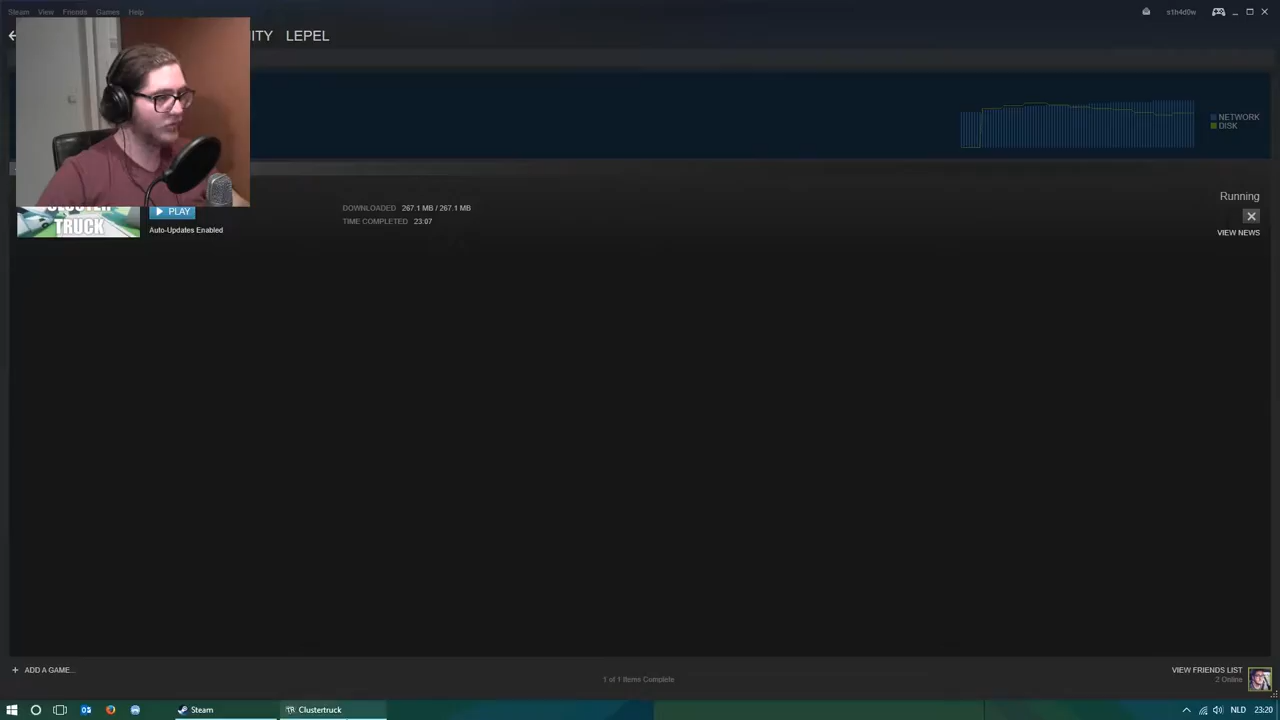 Steam View Friends Games Help
s1h4d0w
ITY LEPEL
NETWORK
DISK
TRUCK
PLAY
Auto-Updates Enabled
DOWNLOADED 267.1 MB / 267.1 MB
TIME COMPLETED 23:07
Running
VIEW NEWS
+ ADD A GAME...
1 of 1 Items Complete
VIEW FRIENDS LIST
2 Online
Steam
Clustertruck
NLD 23:20